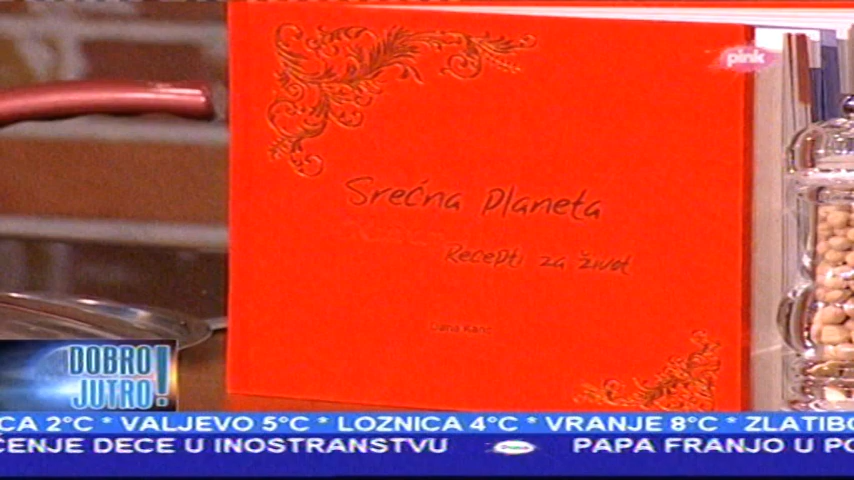 pink
Srećna planeta
Recepti za život
DOBRO
JUTRO!
CA 2°C * VALJEVO 5°C * LOZNICA 4°C * VRANJE 8°C * ZLATIBO
ČENJE DECE U INOSTRANSTVU
PAPA FRANJO U PO